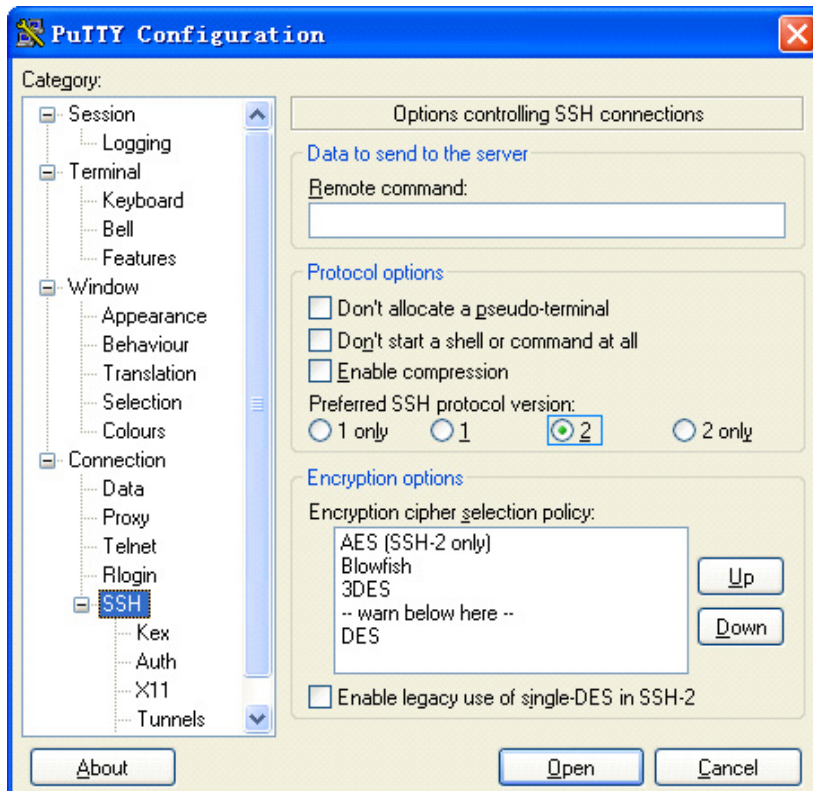 PuTTY Configuration
Category:
Session
Logging
Terminal
Keyboard
Bell
Features
Window
Appearance
Behaviour
Translation
Selection
Colours
Connection
Data
Proxy
Telnet
Rlogin
SSH
Kex
Auth
X11
Tunnels
Options controlling SSH connections
Data to send to the server
Remote command:
Protocol options
Don't allocate a pseudo-terminal
Don't start a shell or command at all
Enable compression
Preferred SSH protocol version:
1 only 1 2 2 only
Encryption options
Encryption cipher selection policy:
AES (SSH-2 only)
Blowfish
3DES
-- warn below here --
DES
Up
Down
Enable legacy use of single-DES in SSH-2
About Open Cancel